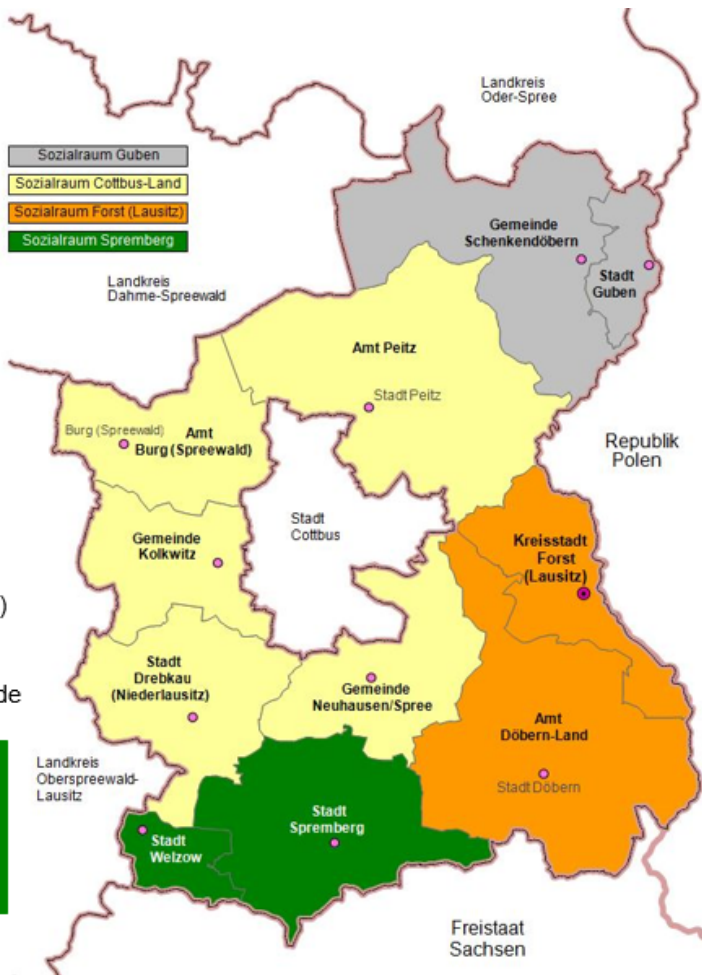 Landkreis
Oder-Spree
Sozialraum Guben
Sozialraum Cottbus-Land
Sozialraum Forst (Lausitz)
Sozialraum Spremberg
Gemeinde
Schenkendöbern
Stadt
Guben
Landkreis
Dahme-Spreewald
Amt Peitz
Stadt Peitz
Burg (Spreewald)
Amt
Burg (Spreewald)
Republik
Polen
Stadt
Cottbus
Gemeinde
Kolkwitz
Kreisstadt
Forst
(Lausitz)
)
Stadt
Drebkau
(Niederlausitz)
Gemeinde
Neuhausen/Spree
de
Amt
Döbern-Land
Stadt Döbern
Landkreis
Oberspreewald-
Lausitz
Stadt
Spremberg
Stadt
Welzow
Freistaat
Sachsen